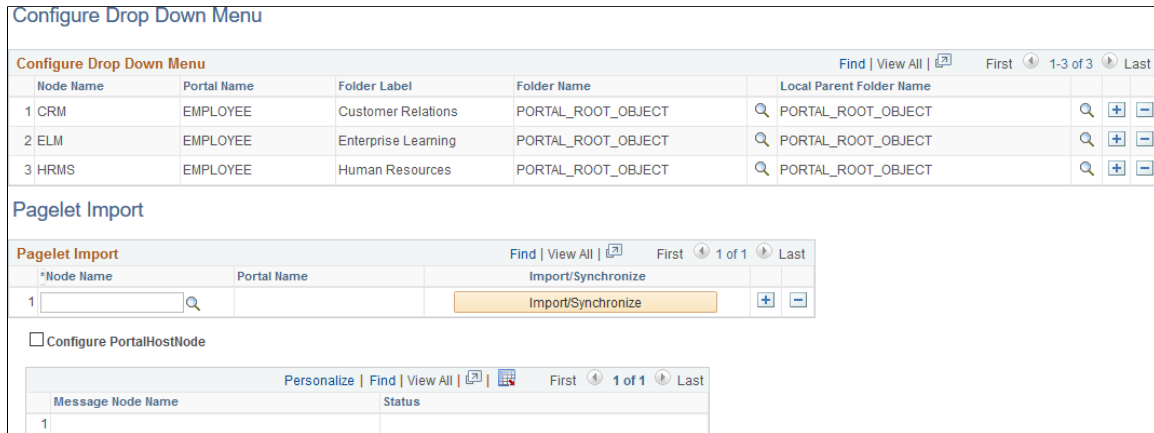 Configure Drop Down Menu
Configure Drop Down Menu Find | View All | First 1-3 of 3 Last
Node Name Portal Name Folder Label Folder Name Local Parent Folder Name
1 CRM EMPLOYEE Customer Relations PORTAL_ROOT_OBJECT PORTAL_ROOT_OBJECT
2 ELM EMPLOYEE Enterprise Learning PORTAL_ROOT_OBJECT PORTAL_ROOT_OBJECT
3 HRMS EMPLOYEE Human Resources PORTAL_ROOT_OBJECT PORTAL_ROOT_OBJECT
Pagelet Import
Pagelet Import Find | View All | First 1 of 1 Last
*Node Name Portal Name Import/Synchronize
1 Import/Synchronize
Configure PortalHostNode
Personalize | Find | View All | | First 1 of 1 Last
Message Node Name Status
1